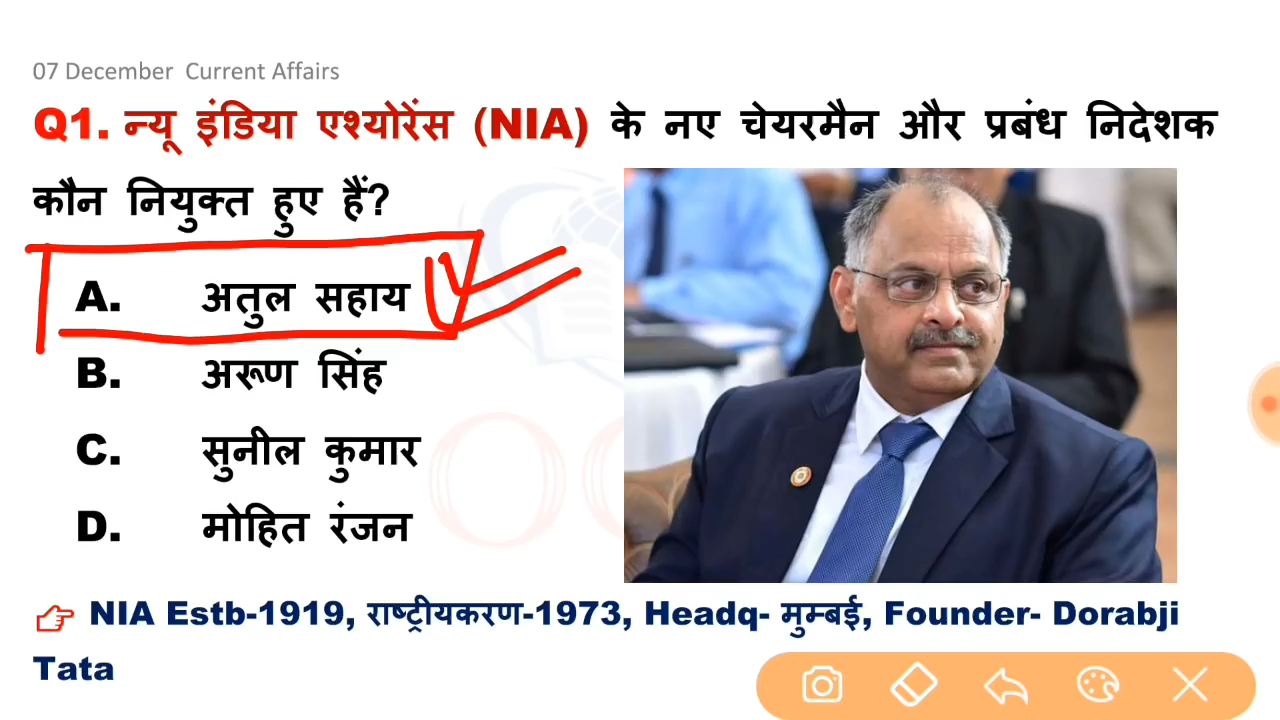 07 December Current Affairs
Q1. न्यू इंडिया एश्योरेंस (NIA) के नए चेयरमैन और प्रबंध निदेशक
कौन नियुक्त हुए हैं?
A. अतुल सहाय
B. अरूण सिंह
C. सुनील कुमार
D. मोहित रंजन
NIA Estb-1919, राष्ट्रीयकरण-1973, Headq- मुम्बई, Founder- Dorabji
Tata